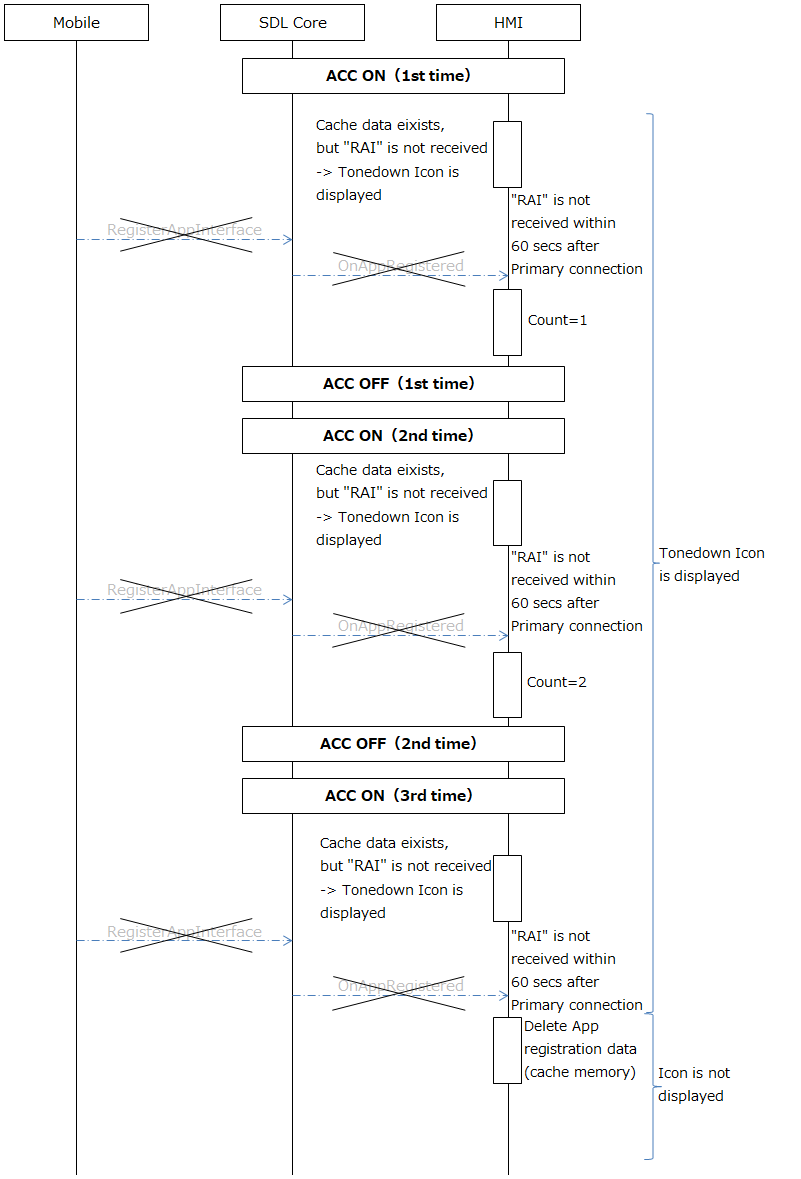 Mobile
SDL Core
HMI
ACC ON（1st time）
Cache data eixists,
but "RAI" is not received
-> Tonedown Icon is
displayed
"RAI" is not
received within
60 secs after
Primary connection
RegisterAppInterface
OnAppRegistered
Count=1
ACC OFF（1st time）
ACC ON（2nd time）
Cache data eixists,
but "RAI" is not received
-> Tonedown Icon is
displayed
"RAI" is not
received within
60 secs after
Primary connection
Tonedown Icon
is displayed
RegisterAppInterface
OnAppRegistered
Count=2
ACC OFF（2nd time）
ACC ON（3rd time）
Cache data eixists,
but "RAI" is not received
-> Tonedown Icon is
displayed
"RAI" is not
received within
60 secs after
Primary connection
RegisterAppInterface
OnAppRegistered
Delete App
registration data
(cache memory)
Icon is not
displayed